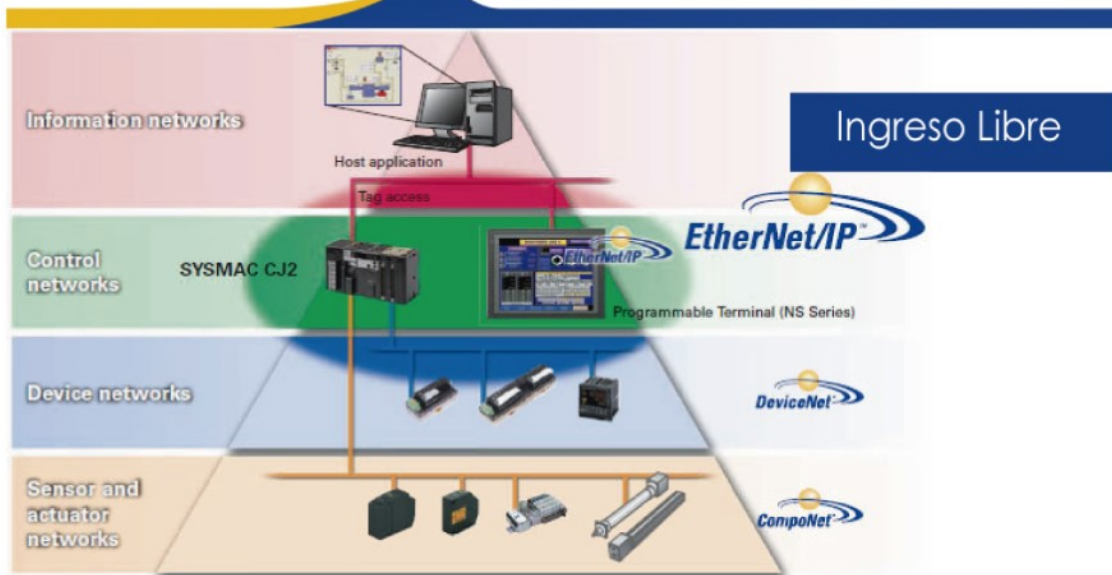 Information networks
Host application
Tag access
Ingreso Libre
Control
networks
SYSMAC CJ2
EtherNet/IP
EtherNet/IP™
Programmable Terminal (NS Series)
Device networks
DeviceNet
Sensor and
actuator
networks
CompoNet